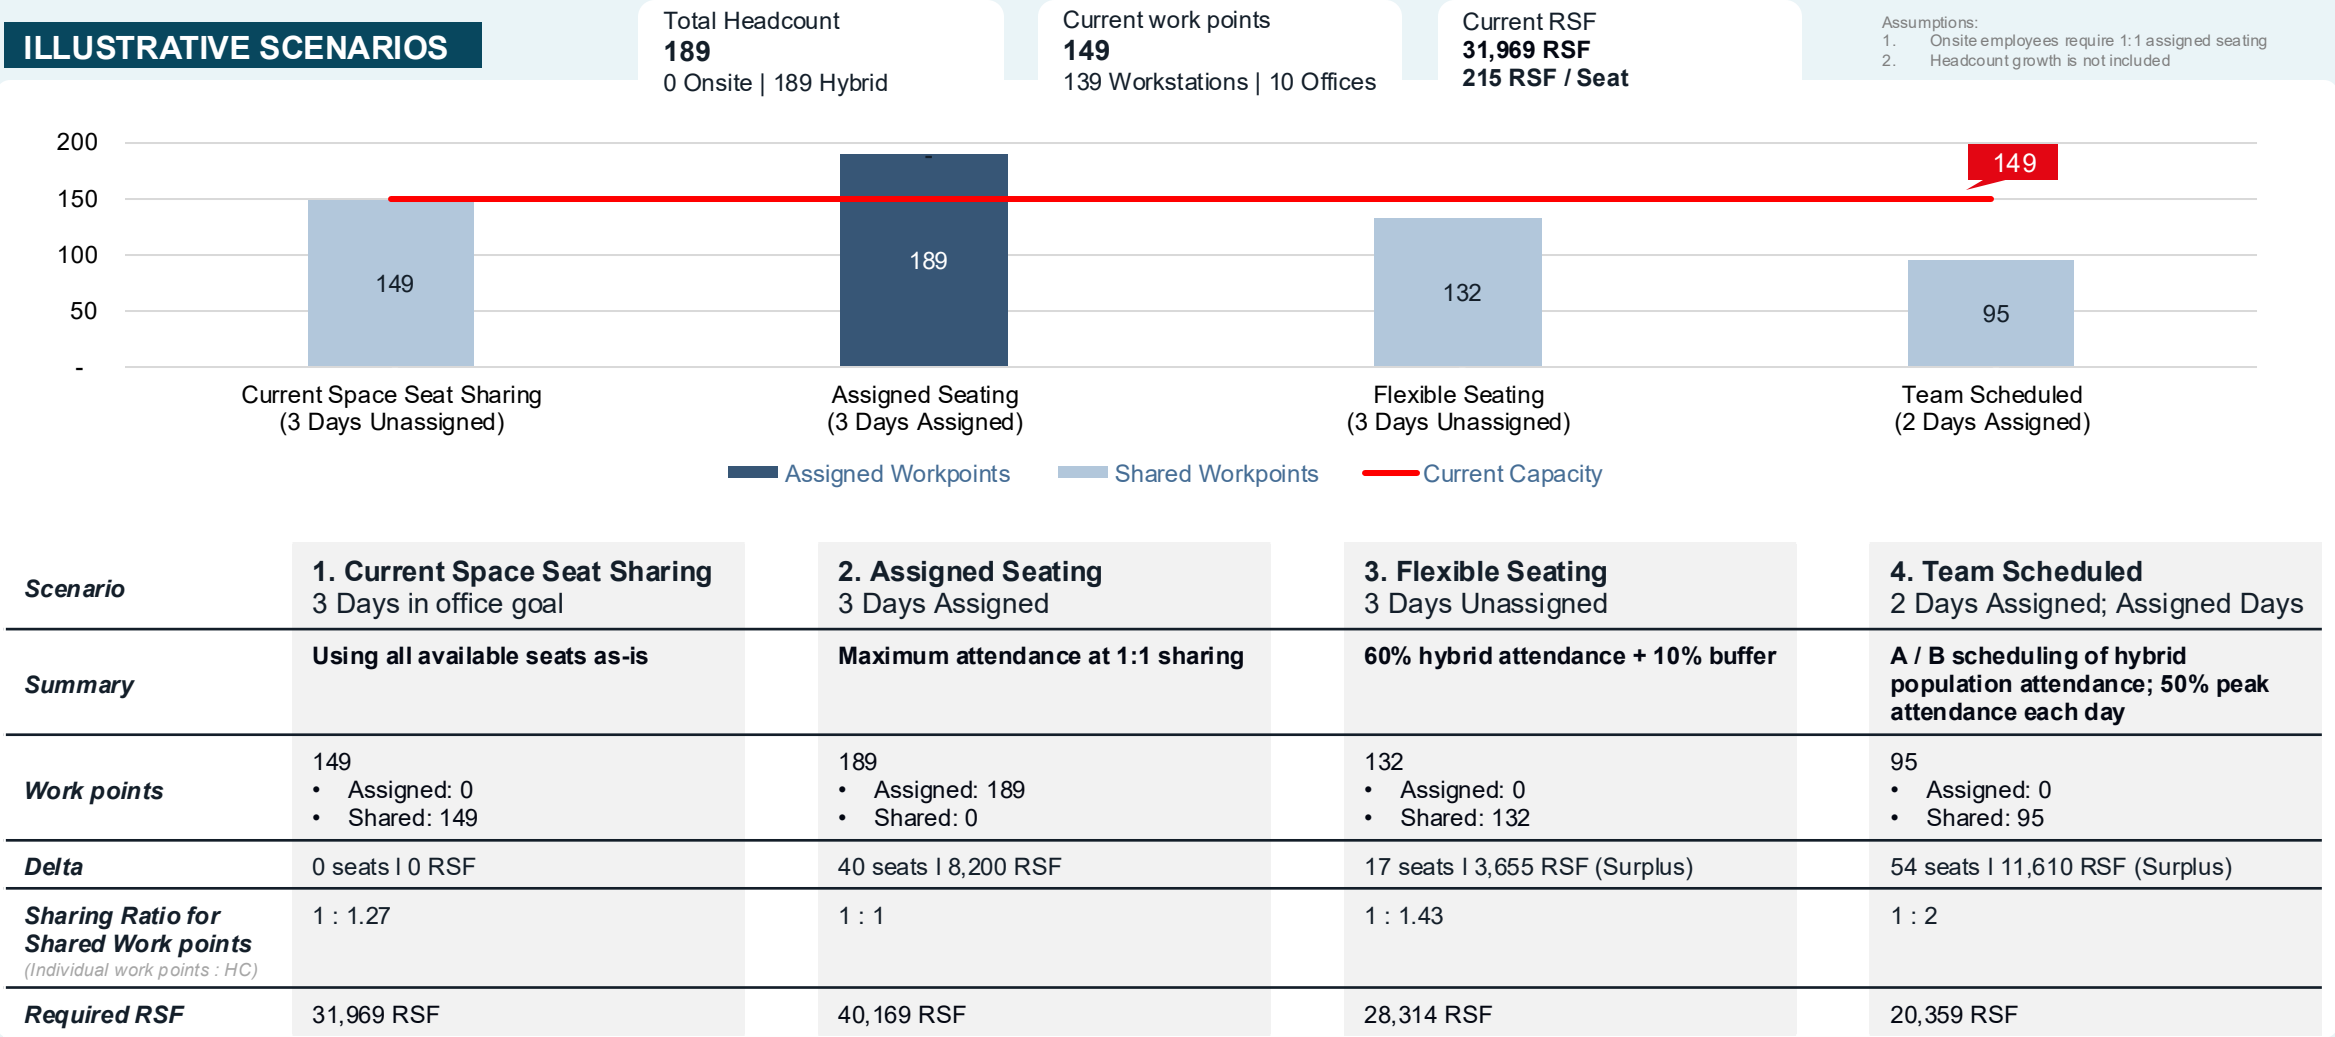 ILLUSTRATIVE SCENARIOS
Total Headcount
189
0 Onsite | 189 Hybrid
Current work points
149
139 Workstations | 10 Offices
Current RSF
31,969 RSF
215 RSF / Seat
Assumptions:
1. Onsite employees require 1:1 assigned seating
2. Headcount growth is not included
200
150
100
50
-
149
-
189
132
95
149
Current Space Seat Sharing
(3 Days Unassigned)
Assigned Seating
(3 Days Assigned)
Flexible Seating
(3 Days Unassigned)
Team Scheduled
(2 Days Assigned)
Assigned Workpoints
Shared Workpoints
Current Capacity
Scenario
1. Current Space Seat Sharing
3 Days in office goal
2. Assigned Seating
3 Days Assigned
3. Flexible Seating
3 Days Unassigned
4. Team Scheduled
2 Days Assigned; Assigned Days
Summary
Using all available seats as-is
Maximum attendance at 1:1 sharing
60% hybrid attendance + 10% buffer
A / B scheduling of hybrid
population attendance; 50% peak
attendance each day
Work points
149
• Assigned: 0
• Shared: 149
189
• Assigned: 189
• Shared: 0
132
• Assigned: 0
• Shared: 132
95
• Assigned: 0
• Shared: 95
Delta
0 seats l 0 RSF
40 seats l 8,200 RSF
17 seats l 3,655 RSF (Surplus)
54 seats l 11,610 RSF (Surplus)
Sharing Ratio for
Shared Work points
(Individual work points : HC)
1 : 1.27
1 : 1
1 : 1.43
1 : 2
Required RSF
31,969 RSF
40,169 RSF
28,314 RSF
20,359 RSF